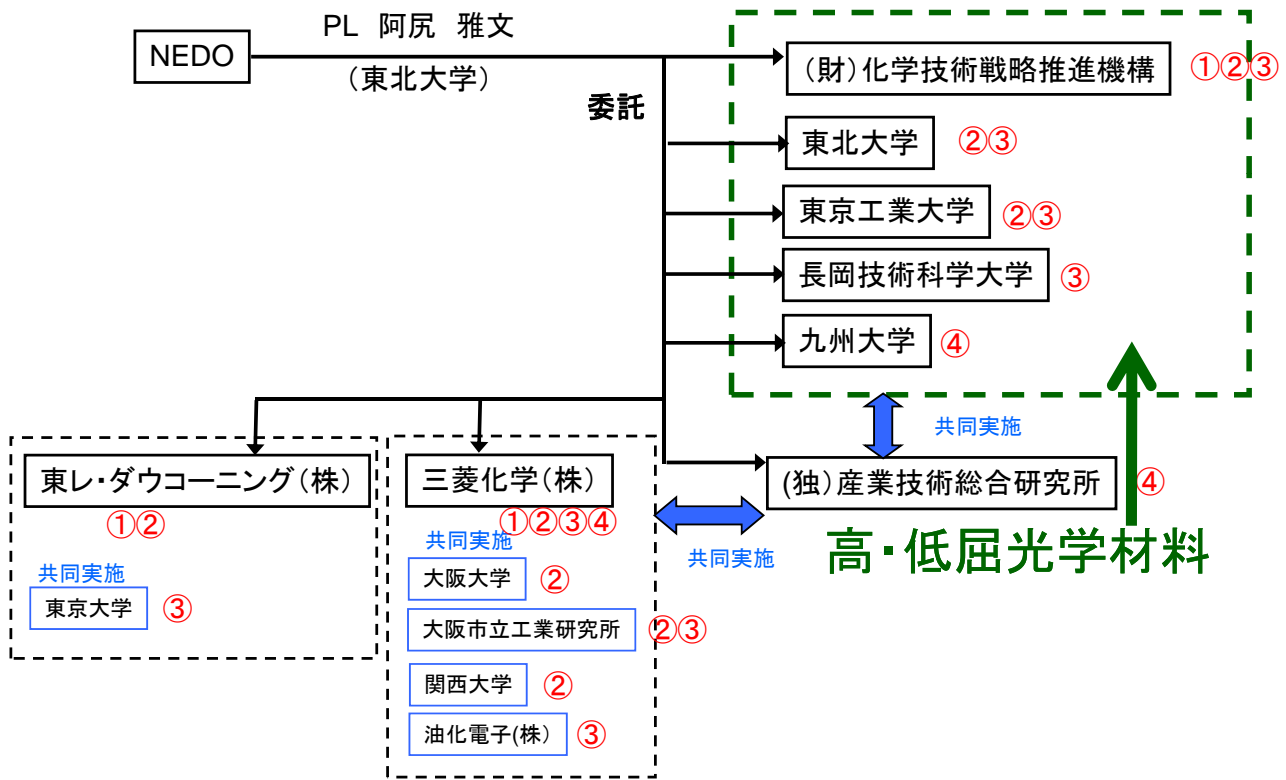 NEDO
PL 阿尻 雅文
(東北大学)
委託
(財)化学技術戦略推進機構 ①②③
東北大学 ②③
東京工業大学 ②③
長岡技術科学大学 ③
九州大学 ④
共同実施
(独)産業技術総合研究所 ④
高・低屈光学材料
共同実施
東レ・ダウコーニング(株)
①②
共同実施
東京大学 ③
三菱化学(株)
①②③④
共同実施
大阪大学 ②
大阪市立工業研究所 ②③
関西大学 ②
油化電子(株) ③